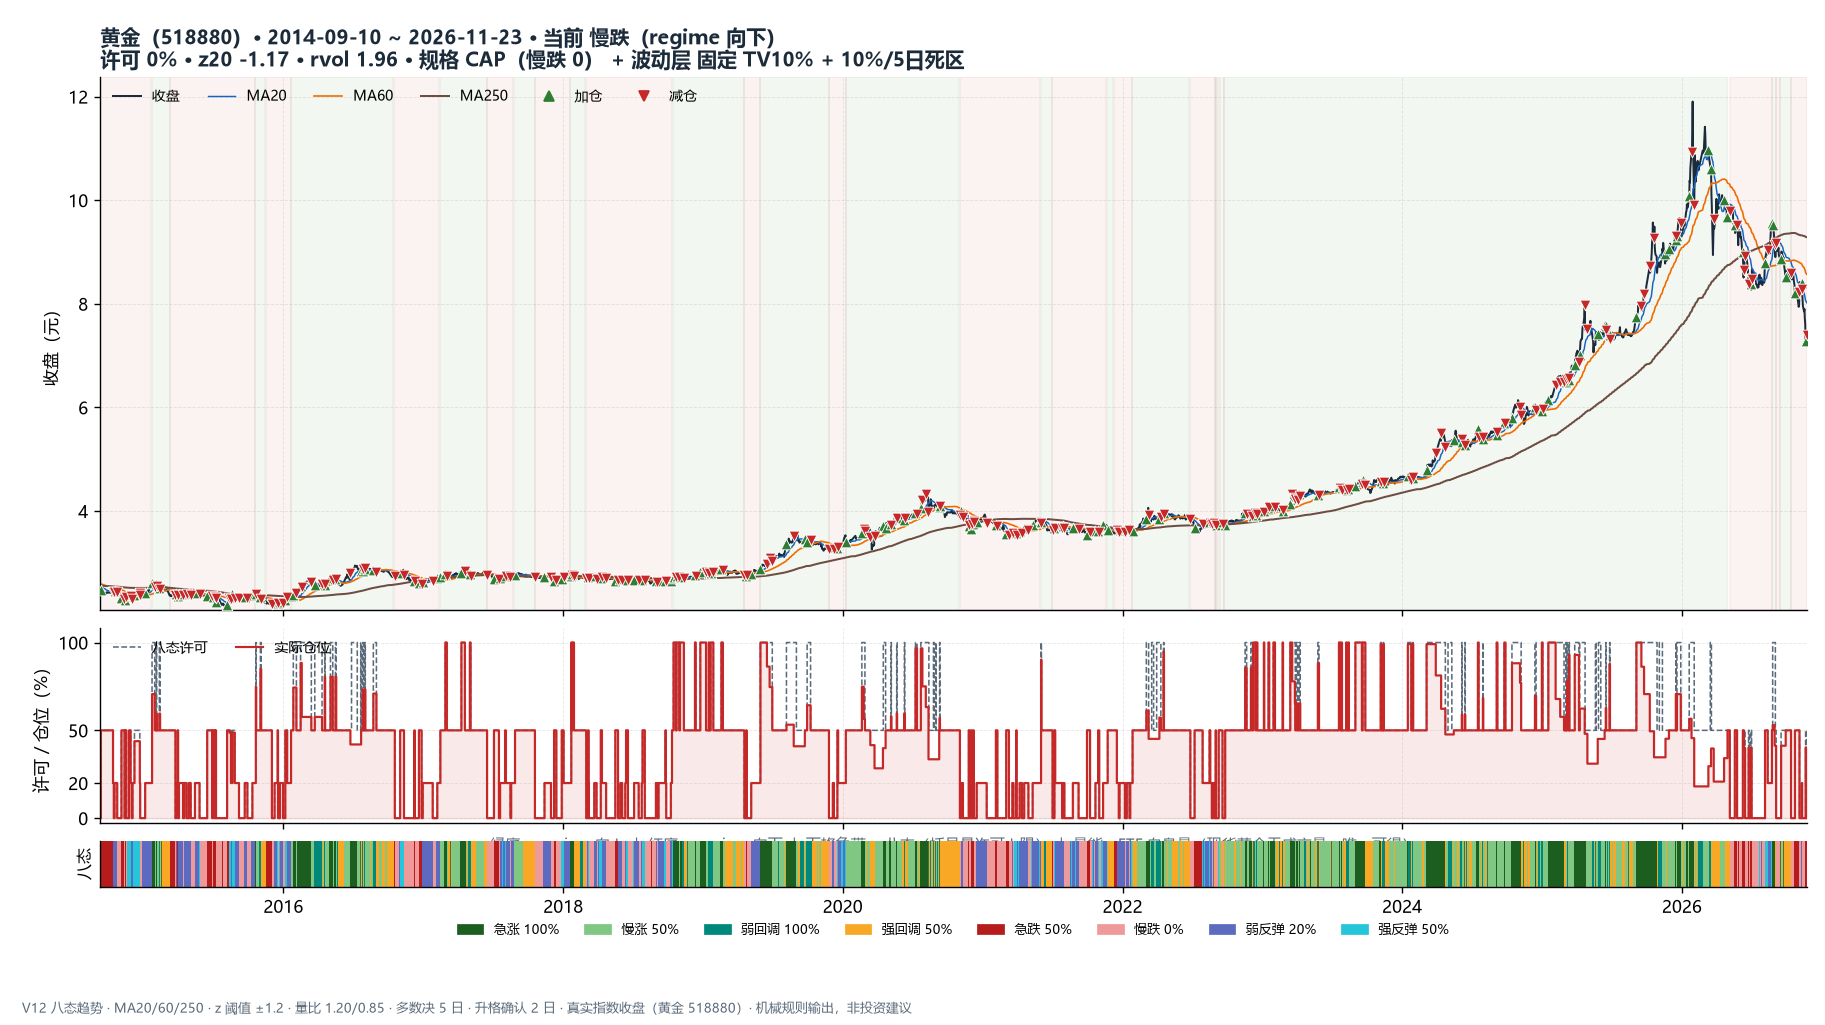 黄金（518880）• 2014-09-10 ~ 2026-11-23 • 当前 慢跌（regime 向下）
许可 0% • z20 -1.17 • rvol 1.96 • 规格 CAP（慢跌 0） + 波动层 固定 TV10% + 10%/5日死区
收盘 MA20 MA60 MA250 加仓 减仓
收盘（元）
12
10
8
6
4
八态许可 实际仓位
许可 / 仓位（%）
100
50
20
0
八态
2016 2018 2020 2022 2024 2026
急涨 100% 慢涨 50% 弱回调 100% 强回调 50% 急跌 50% 慢跌 0% 弱反弹 20% 强反弹 50%
V12 八态趋势 · MA20/60/250 · z 阈值 ±1.2 · 量比 1.20/0.85 · 多数决 5 日 · 升格确认 2 日 · 真实指数收盘（黄金 518880）· 机械规则输出，非投资建议